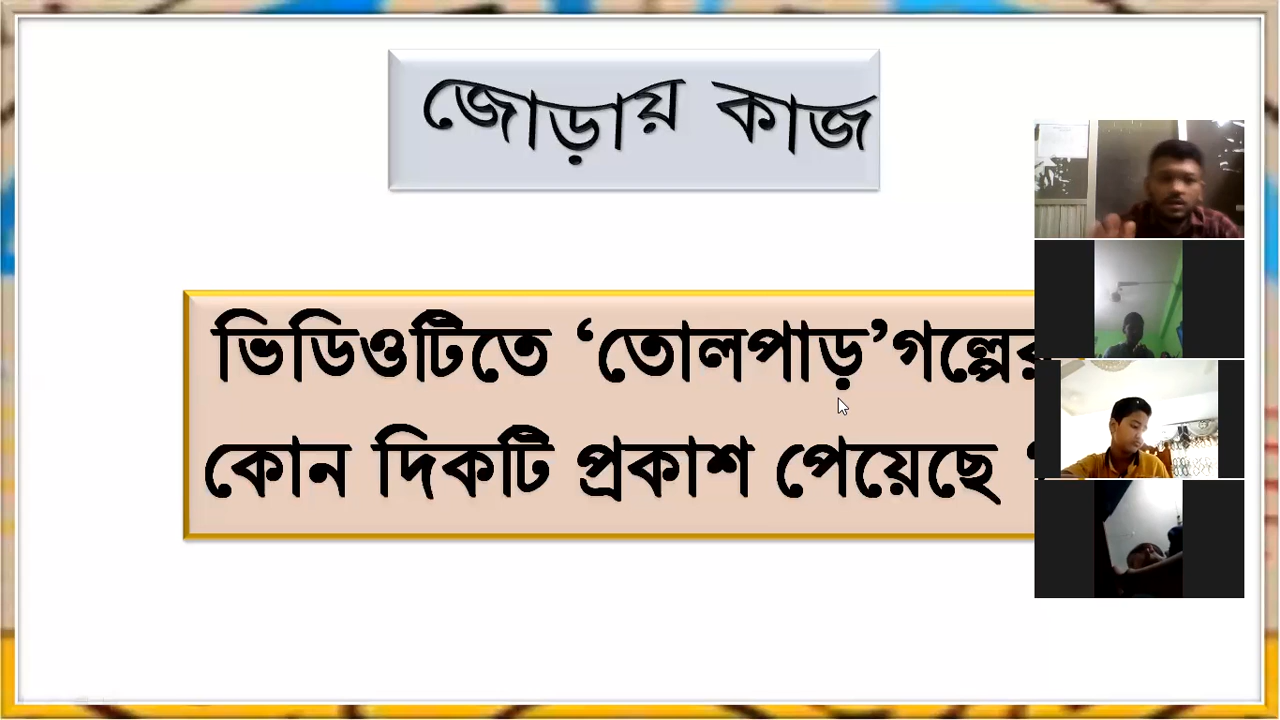 জোড়ায় কাজ
ভিডিওটিতে ‘তোলপাড়’গল্পের
কোন দিকটি প্রকাশ পেয়েছে